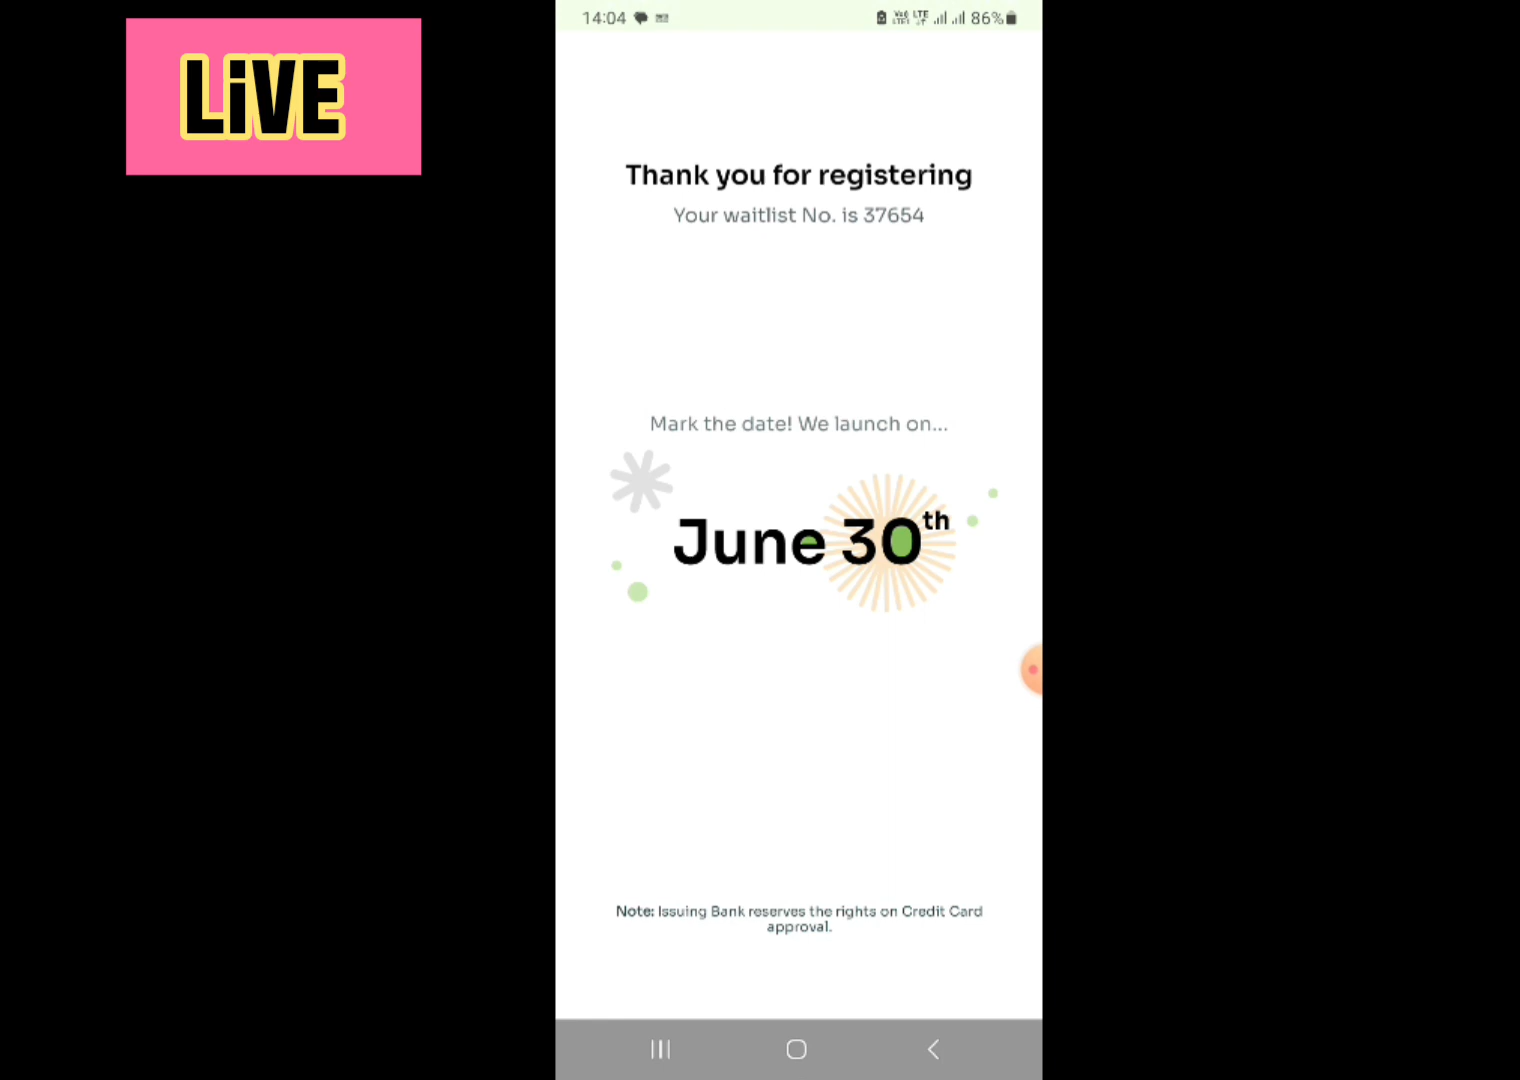 LiVE
14:04
LTE 86%
Thank you for registering
Your waitlist No. is 37654
Mark the date! We launch on...
June 30th
Note: Issuing Bank reserves the rights on Credit Card
approval.